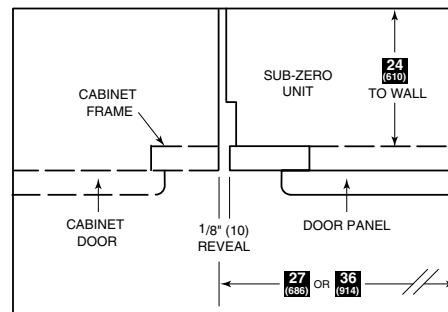 24
(610)
TO WALL
SUB-ZERO
UNIT
CABINET
FRAME
CABINET
DOOR
1/8" (10)
REVEAL
DOOR PANEL
27 OR 36
(686) (914)